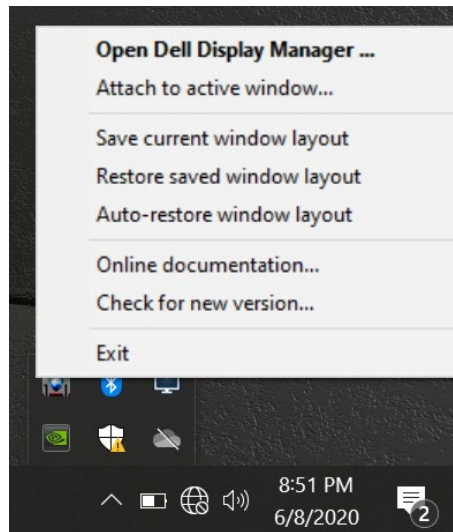 Open Dell Display Manager ...
Attach to active window...
Save current window layout
Restore saved window layout
Auto-restore window layout
Online documentation...
Check for new version...
Exit
8:51 PM
6/8/2020
2